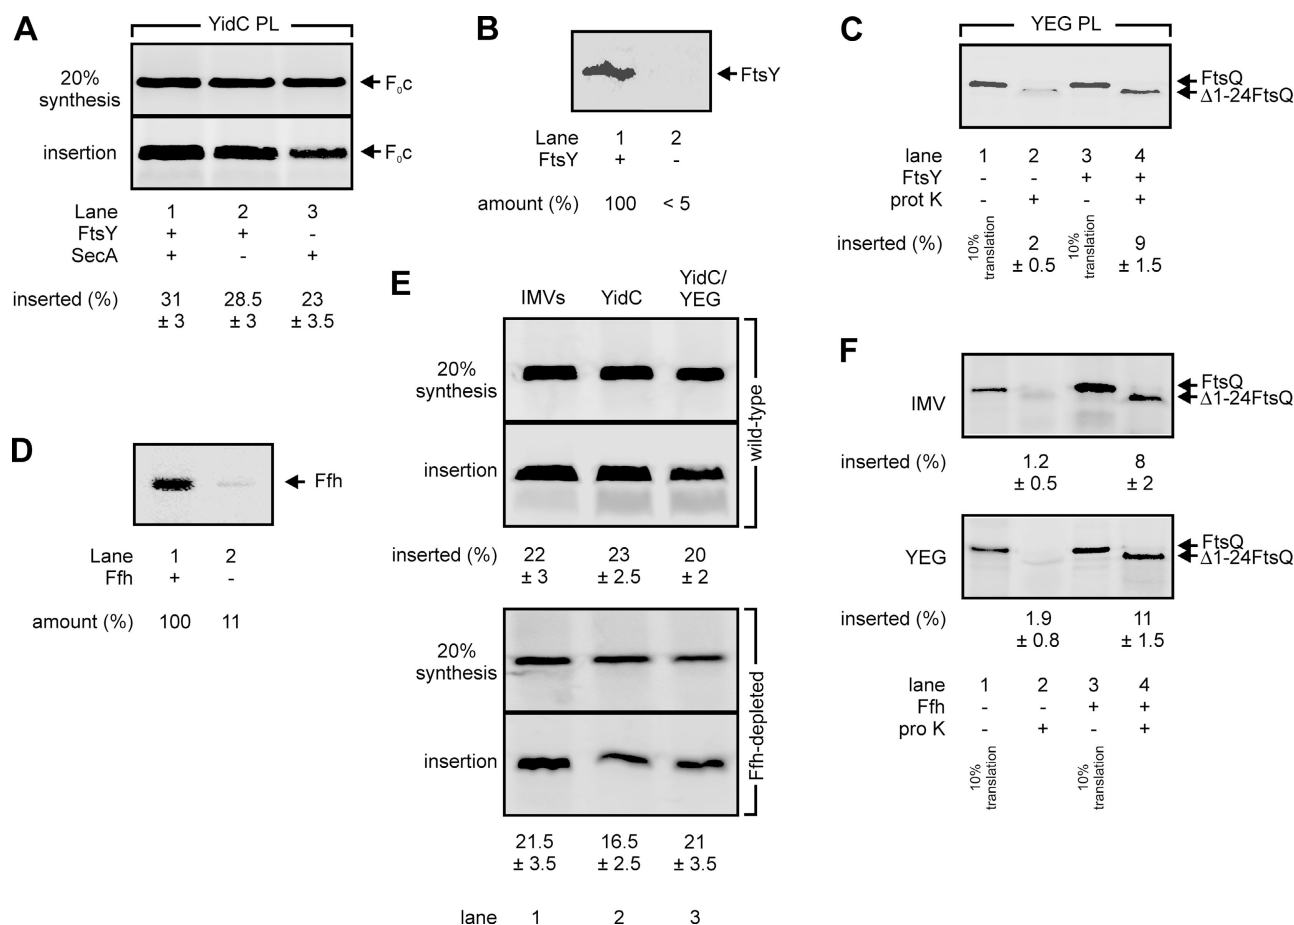 A
YidC PL
20%
synthesis
F₀c
insertion
F₀c
Lane 1 2 3
FtsY + + -
SecA + - +
inserted (%) 31 28.5 23
± 3 ± 3 ± 3.5
B
FtsY
Lane 1 2
FtsY + -
amount (%) 100 < 5
C
YEG PL
FtsQ
Δ1-24FtsQ
lane 1 2 3 4
FtsY - - + +
prot K - + - +
inserted (%) 10% translation 2 10% translation 9
± 0.5 ± 1.5
D
Ffh
Lane 1 2
Ffh + -
amount (%) 100 11
E
YidC/
IMVs YidC YEG
20%
synthesis
insertion
wild-type
inserted (%) 22 23 20
± 3 ± 2.5 ± 2
20%
synthesis
insertion
Ffh-depleted
21.5 16.5 21
± 3.5 ± 2.5 ± 3.5
lane 1 2 3
F
FtsQ
IMV
Δ1-24FtsQ
inserted (%) 1.2 8
± 0.5 ± 2
FtsQ
YEG
Δ1-24FtsQ
inserted (%) 1.9 11
± 0.8 ± 1.5
lane 1 2 3 4
Ffh - - + +
pro K - + - +
10% translation 10% translation